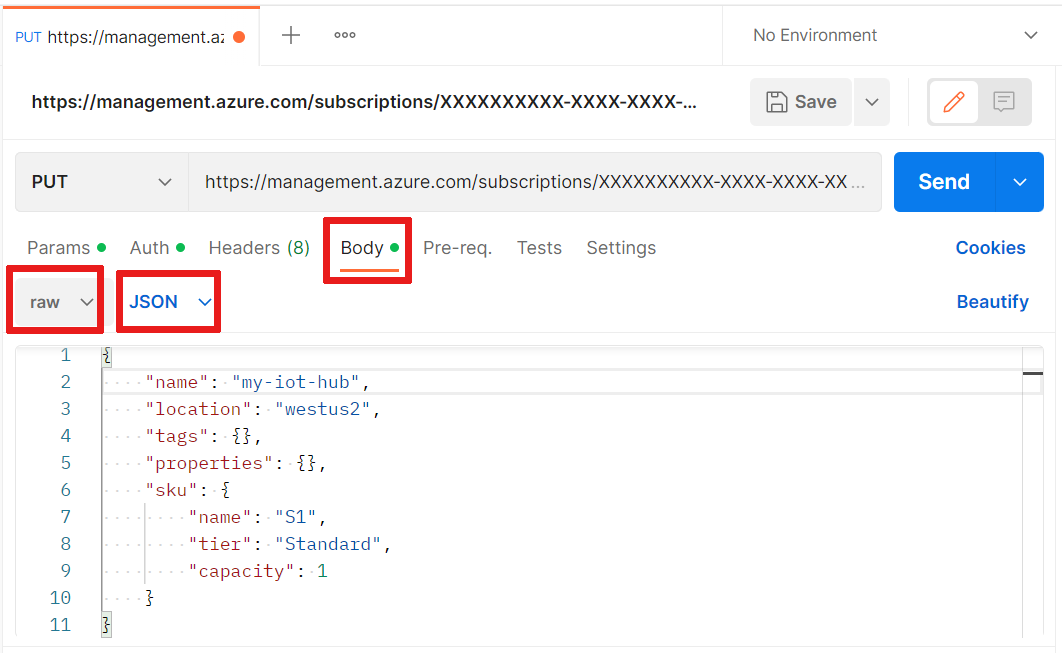 PUT https://management.az No Environment
https://management.azure.com/subscriptions/XXXXXXXXXX-XXXX-XXXX-... Save
PUT https://management.azure.com/subscriptions/XXXXXXXXXX-XXXX-XXXX-XX ... Send
Params Auth Headers (8) Body Pre-req. Tests Settings Cookies
raw JSON Beautify
1 {
2 "name": "my-iot-hub",
3 "location": "westus2",
4 "tags": {},
5 "properties": {},
6 "sku": {
7 "name": "S1",
8 "tier": "Standard",
9 "capacity": 1
10 }
11 }